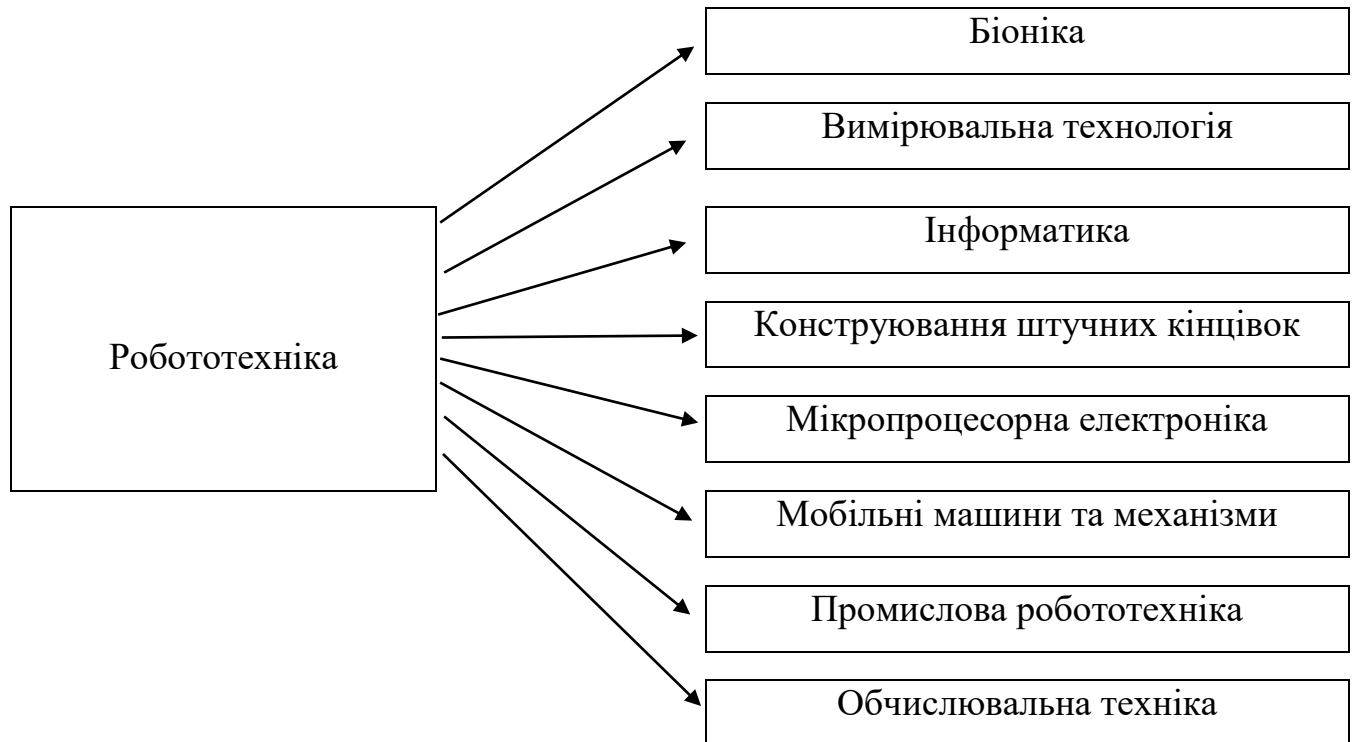 Біоніка
Вимірювальна технологія
Інформатика
Робототехніка
Конструювання штучних кінцівок
Мікропроцесорна електроніка
Мобільні машини та механізми
Промислова робототехніка
Обчислювальна техніка